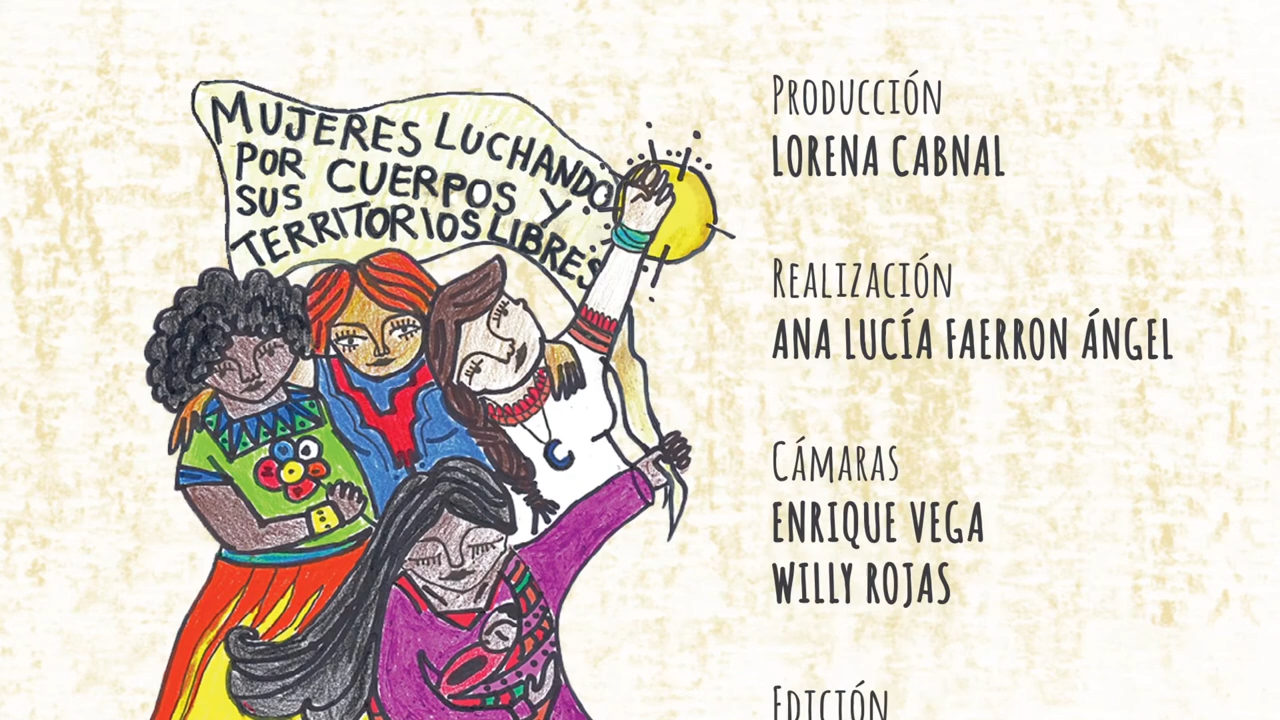 MUJERES LUCHANDO
POR CUERPOS Y
SUS
TERRITORIOS LIBRES
Producción
LORENA CABNAL
Realización
ANA LUCÍA FAERRON ÁNGEL
Cámaras
ENRIQUE VEGA
WILLY ROJAS
Edición